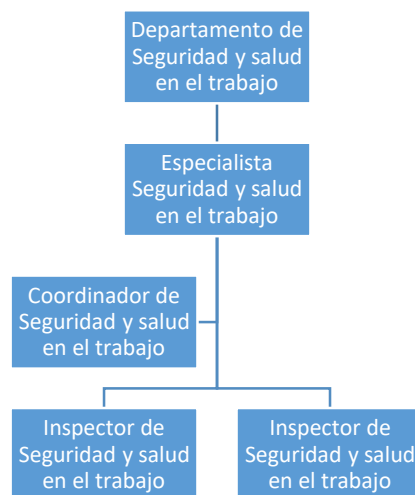 Departamento de
Seguridad y salud
en el trabajo
Especialista
Seguridad y salud
en el trabajo
Coordinador de
Seguridad y salud
en el trabajo
Inspector de
Seguridad y salud
en el trabajo
Inspector de
Seguridad y salud
en el trabajo